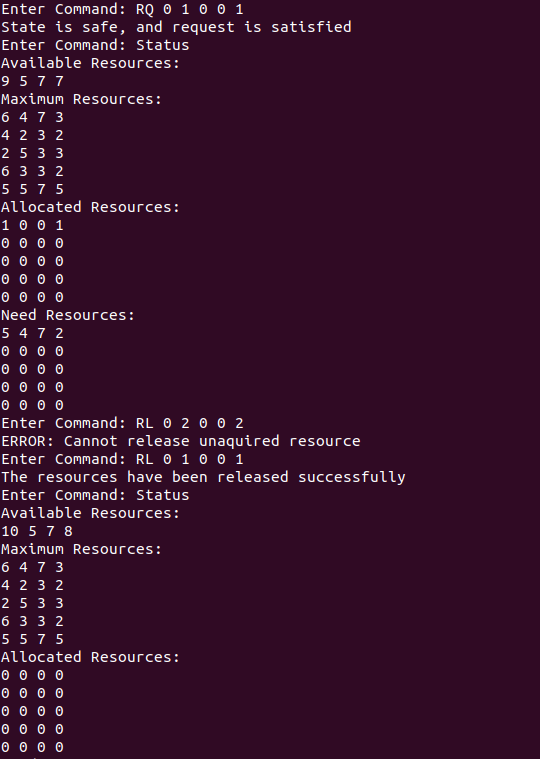 Enter Command: RQ 0 1 0 0 1
State is safe, and request is satisfied
Enter Command: Status
Available Resources:
9 5 7 7
Maximum Resources:
6 4 7 3
4 2 3 2
2 5 3 3
6 3 3 2
5 5 7 5
Allocated Resources:
1 0 0 1
0 0 0 0
0 0 0 0
0 0 0 0
0 0 0 0
Need Resources:
5 4 7 2
0 0 0 0
0 0 0 0
0 0 0 0
0 0 0 0
Enter Command: RL 0 2 0 0 2
ERROR: Cannot release unaquired resource
Enter Command: RL 0 1 0 0 1
The resources have been released successfully
Enter Command: Status
Available Resources:
10 5 7 8
Maximum Resources:
6 4 7 3
4 2 3 2
2 5 3 3
6 3 3 2
5 5 7 5
Allocated Resources:
0 0 0 0
0 0 0 0
0 0 0 0
0 0 0 0
0 0 0 0